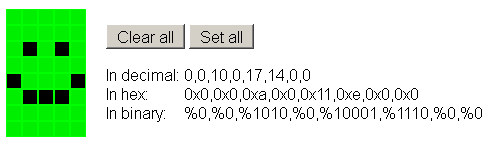 Clear all Set all
In decimal: 0,0,10,0,17,14,0,0
In hex: 0x0,0x0,0xa,0x0,0x11,0xe,0x0,0x0
In binary: %0,%0,%1010,%0,%10001,%1110,%0,%0